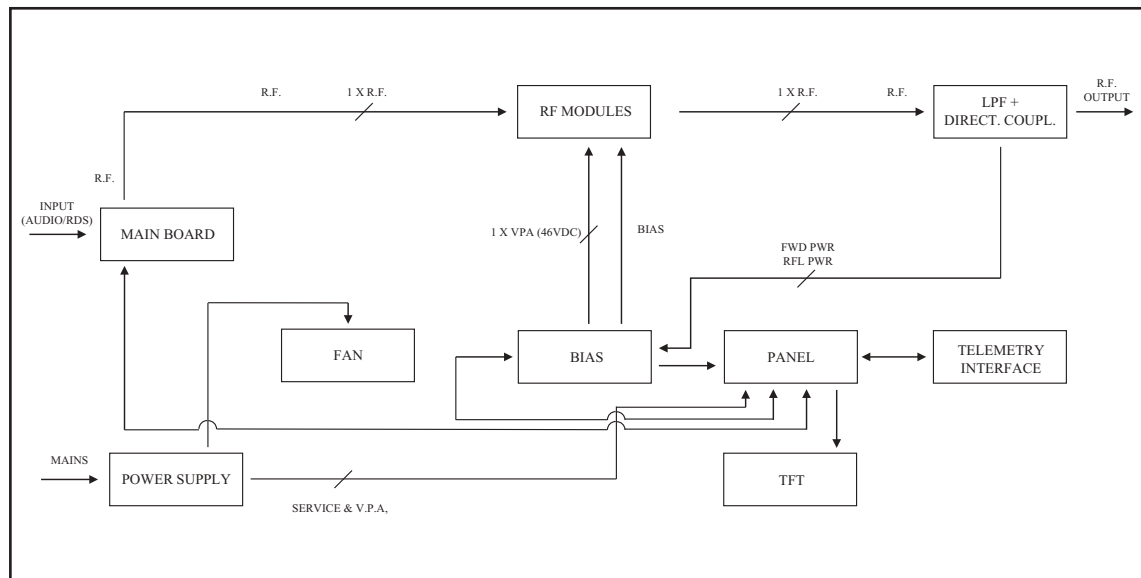 R.F.
1 X R.F.
RF MODULES
1 X R.F.
R.F.
LPF +
DIRECT. COUPL.
R.F.
OUTPUT
R.F.
INPUT
(AUDIO/RDS)
MAIN BOARD
1 X VPA (46VDC)
BIAS
FWD PWR
RFL PWR
FAN
BIAS
PANEL
TELEMETRY
INTERFACE
MAINS
POWER SUPPLY
TFT
SERVICE & V.P.A,